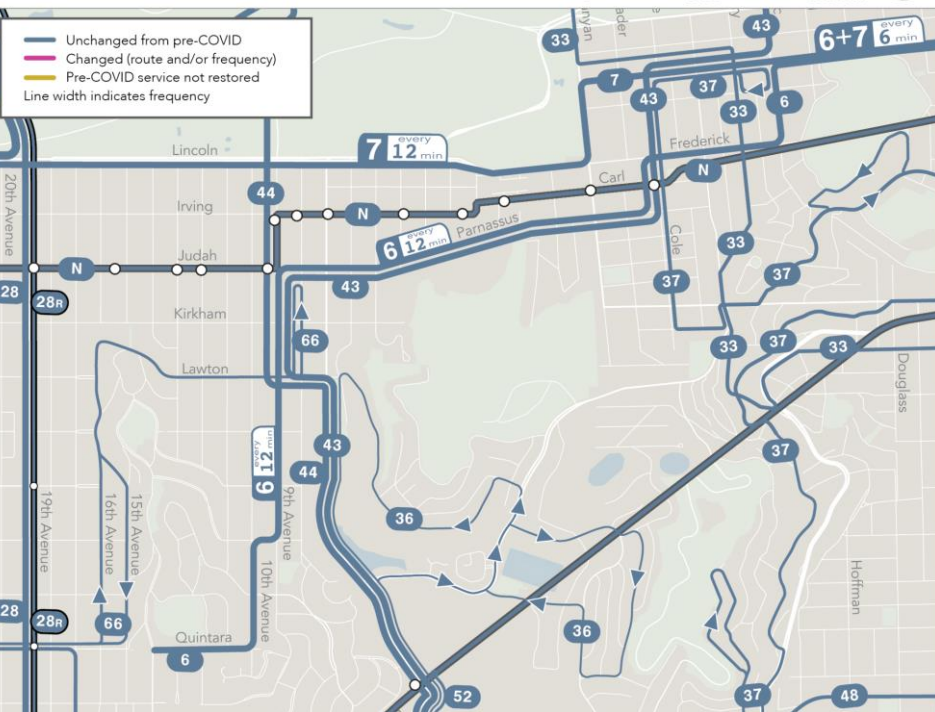 Unchanged from pre-COVID
Changed (route and/or frequency)
Pre-COVID service not restored
Line width indicates frequency
43
6+7 every 6 min
33
7
37
43
33
6
Frederick
Lincoln
7 every 12 min
N
Carl
20th Avenue
44
Irving
N
Parnassus
6 every 12 min
Cole
33
Judah
N
37
37
43
28
28R
Kirkham
66
33
37
33
Lawton
Douglass
6 every 12 min
43
44
37
19th Avenue
16th Avenue
15th Avenue
9th Avenue
36
10th Avenue
Hoffman
28
28R
66
36
Quintara
6
52
37
48